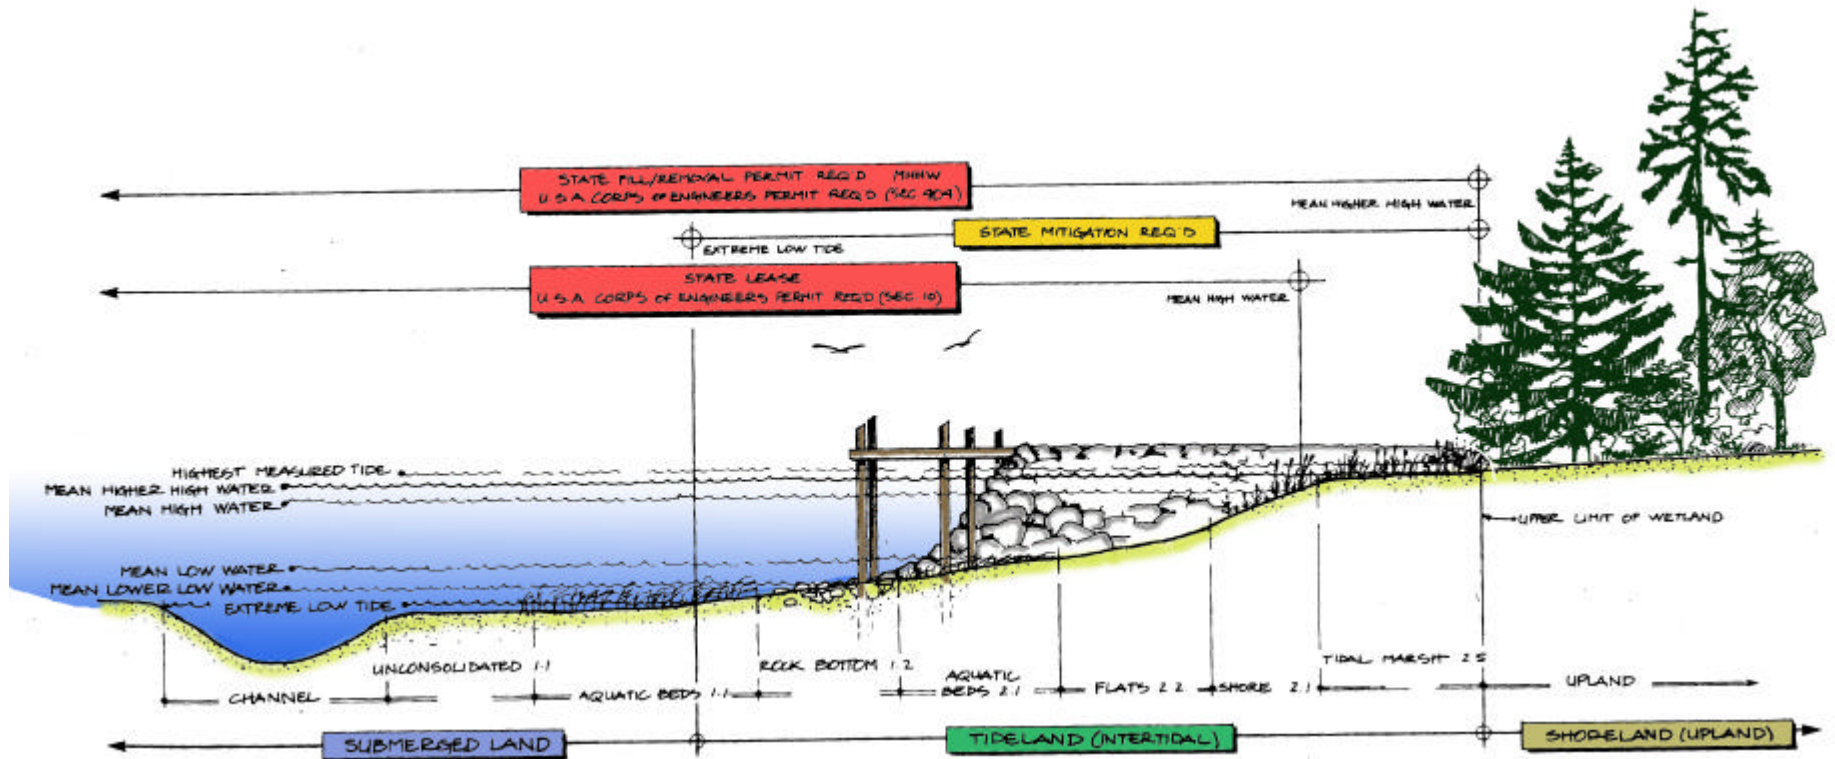 STATE FILL/REMOVAL PERMIT REQ'D MHHW
U.S.A. CORPS OF ENGINEERS PERMIT REQ'D (SEC 404)
MEAN HIGHER HIGH WATER
STATE MITIGATION REQ'D
EXTREME LOW TIDE
STATE LEASE
U.S.A. CORPS OF ENGINEERS PERMIT REQ'D (SEC 10)
MEAN HIGH WATER
HIGHEST MEASURED TIDE
MEAN HIGHER HIGH WATER
MEAN HIGH WATER
UPPER LIMIT OF WETLAND
MEAN LOW WATER
MEAN LOWER LOW WATER
EXTREME LOW TIDE
UNCONSOLIDATED 1.1
ROCK BOTTOM 1.2
TIDAL MARSH 2.5
CHANNEL
AQUATIC BEDS 1.1
AQUATIC
BEDS 2.1
FLATS 2.2
SHORE 2.1
UPLAND
SUBMERGED LAND
TIDELAND (INTERTIDAL)
SHORELAND (UPLAND)